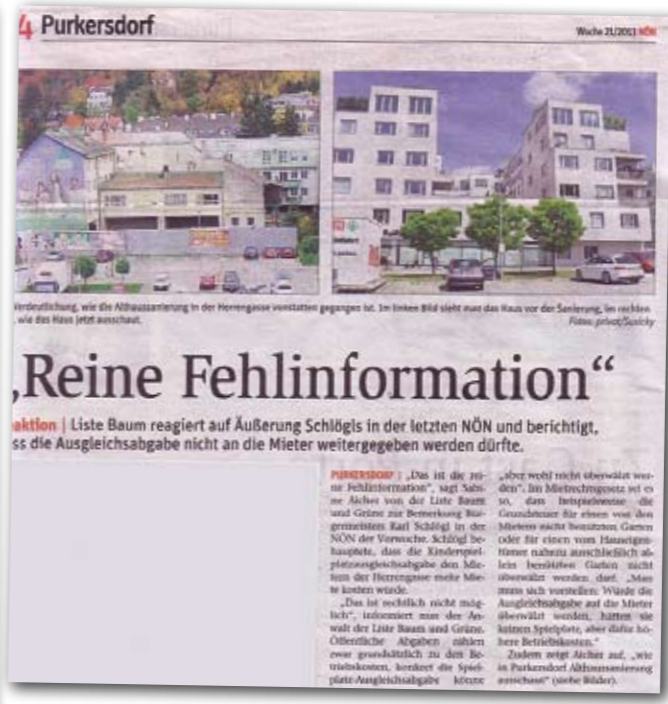 4 Purkersdorf
Woche 21/2013 NÖN
Verdeutlichung, wie die Althaussanierung in der Herrengasse vonstatten gegangen ist. Im linken Bild sieht man das Haus vor der Sanierung, im rechten
wie das Haus jetzt ausschaut.
Fotos: privat/Susicky
„Reine Fehlinformation“
aktion | Liste Baum reagiert auf Äußerung Schlögls in der letzten NÖN und berichtigt,
ss die Ausgleichsabgabe nicht an die Mieter weitergegeben werden dürfte.
PURKERSDORF | „Das ist die rei-
ne Fehlinformation“, sagt Sabi-
ne Aicher von der Liste Baum
und Grüne zur Bemerkung Bür-
germeisters Karl Schlögl in der
NÖN der Vorwoche. Schlögl be-
hauptete, dass die Kinderspiel-
platzausgleichsabgabe den Mie-
tern der Herrengasse mehr Mie-
te kosten würde.
„Das ist rechtlich nicht mög-
lich“, informiert nun der An-
walt der Liste Baum und Grüne.
Öffentliche Abgaben zählen
zwar grundsätzlich zu den Be-
triebskosten, konkret die Spiel-
platz-Ausgleichsabgabe könne
„aber wohl nicht überwälzt wer-
den“. Im Mietrechtsgesetz sei es
so, dass beispielsweise die
Grundsteuer für einen von den
Mietern nicht benützten Garten
oder für einen vom Hauseigen-
tümer nahezu ausschließlich al-
lein benützten Garten nicht
überwälzt werden darf. „Man
muss sich vorstellen: Würde die
Ausgleichsabgabe auf die Mieter
überwälzt werden, hätten sie
keinen Spielplatz, aber dafür hö-
here Betriebskosten.“
Zudem zeigt Aicher auf, „wie
in Purkersdorf Althaussanierung
ausschaut“ (siehe Bilder).